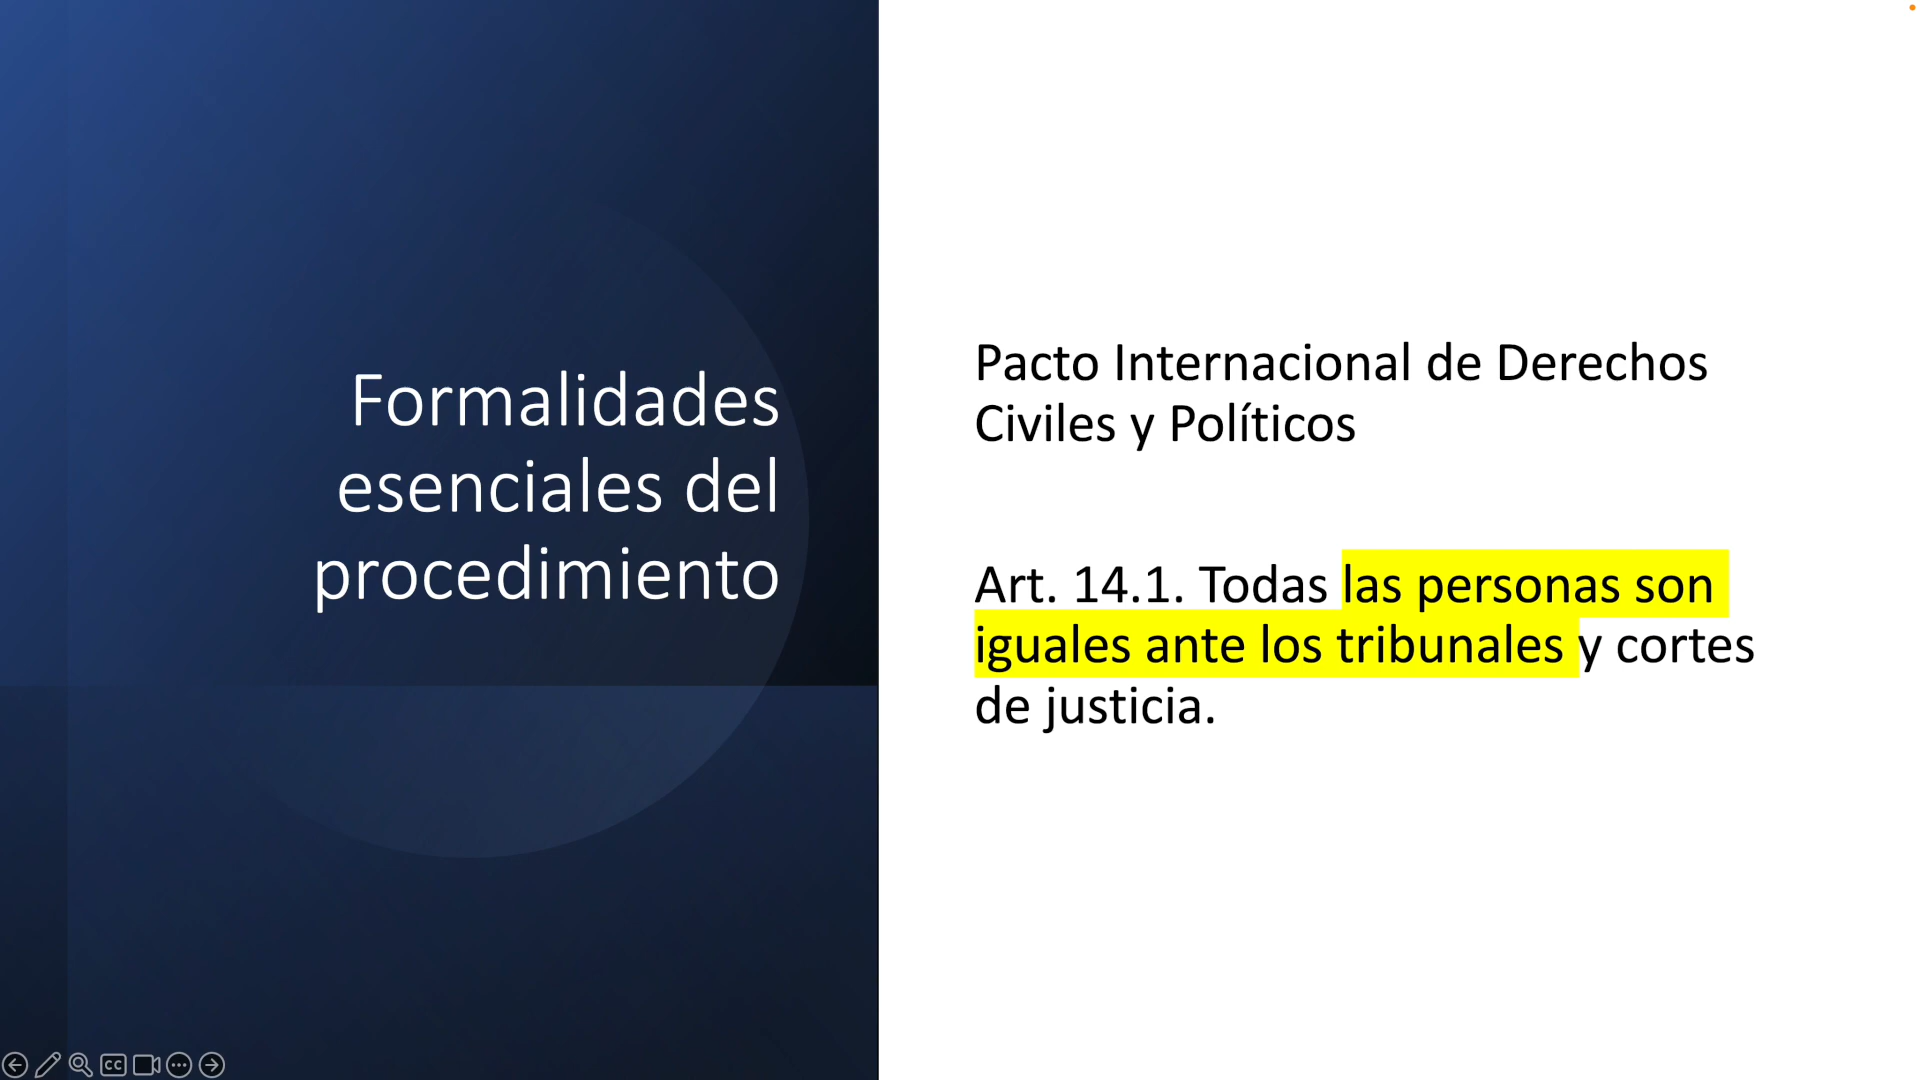 Formalidades
esenciales del
procedimiento
Pacto Internacional de Derechos
Civiles y Políticos
Art. 14.1. Todas las personas son
iguales ante los tribunales y cortes
de justicia.
CC